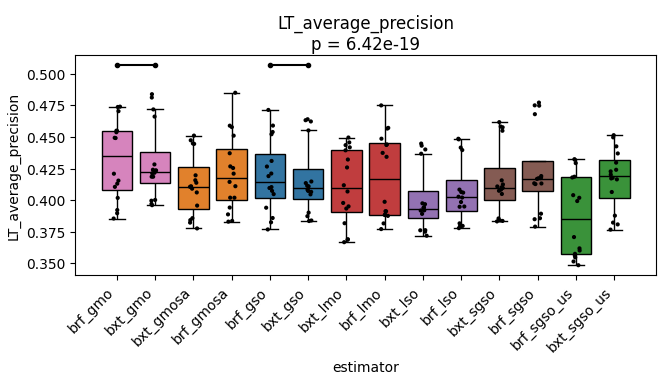 LT_average_precision
p = 6.42e-19
LT_average_precision
0.500
0.475
0.450
0.425
0.400
0.375
0.350
brf_gmo
bxt_gmo
bxt_gmosa
brf_gmosa
brf_gso
bxt_gso
bxt_lmo
brf_lmo
bxt_lso
brf_lso
bxt_sgso
brf_sgso
brf_sgso_us
bxt_sgso_us
estimator